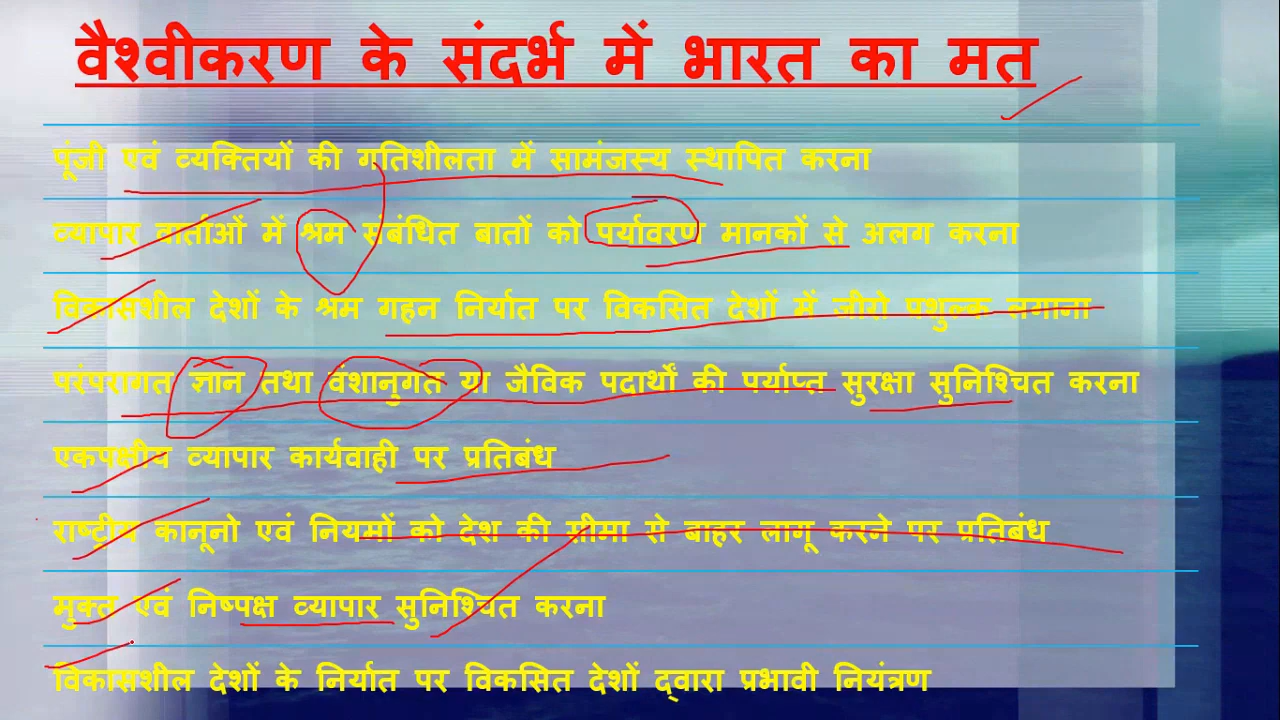 वैश्वीकरण के संदर्भ में भारत का मत
पूंजी एवं व्यक्तियों की गतिशीलता में सामंजस्य स्थापित करना
व्यापार वार्ताओं में श्रम संबंधित बातों को पर्यावरण मानकों से अलग करना
विकासशील देशों के श्रम गहन निर्यात पर विकसित देशों में जीरो प्रशुल्क लगाना
परंपरागत ज्ञान तथा वंशानुगत या जैविक पदार्थों की पर्याप्त सुरक्षा सुनिश्चित करना
एकपक्षीय व्यापार कार्यवाही पर प्रतिबंध
राष्ट्रीय कानूनो एवं नियमों को देश की सीमा से बाहर लागू करने पर प्रतिबंध
मुक्त एवं निष्पक्ष व्यापार सुनिश्चित करना
विकासशील देशों के निर्यात पर विकसित देशों द्वारा प्रभावी नियंत्रण